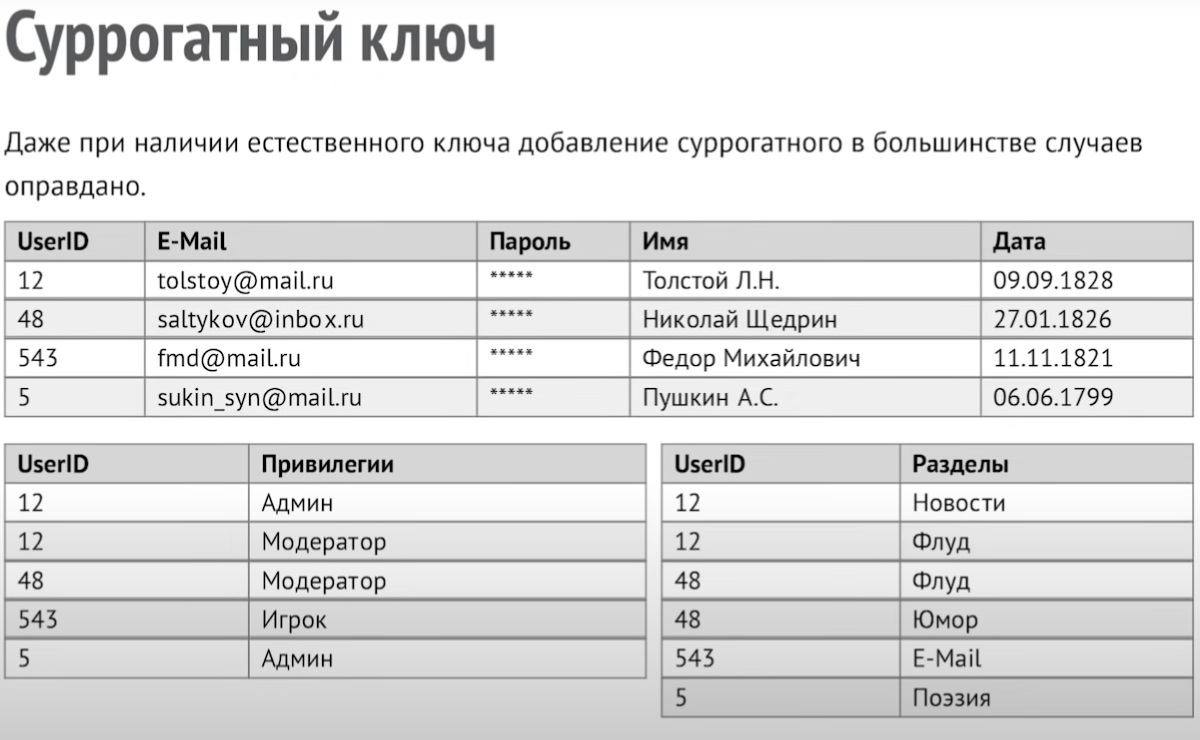 Суррогатный ключ
Даже при наличии естественного ключа добавление суррогатного в большинстве случаев
оправдано.
UserID E-Mail Пароль Имя Дата
12 tolstoy@mail.ru ***** Толстой Л.Н. 09.09.1828
48 saltykov@inbox.ru ***** Николай Щедрин 27.01.1826
543 fmd@mail.ru ***** Федор Михайлович 11.11.1821
5 sukin_syn@mail.ru ***** Пушкин А.С. 06.06.1799
UserID Привилегии
12 Админ
12 Модератор
48 Модератор
543 Игрок
5 Админ
UserID Разделы
12 Новости
12 Флуд
48 Флуд
48 Юмор
543 E-Mail
5 Поэзия